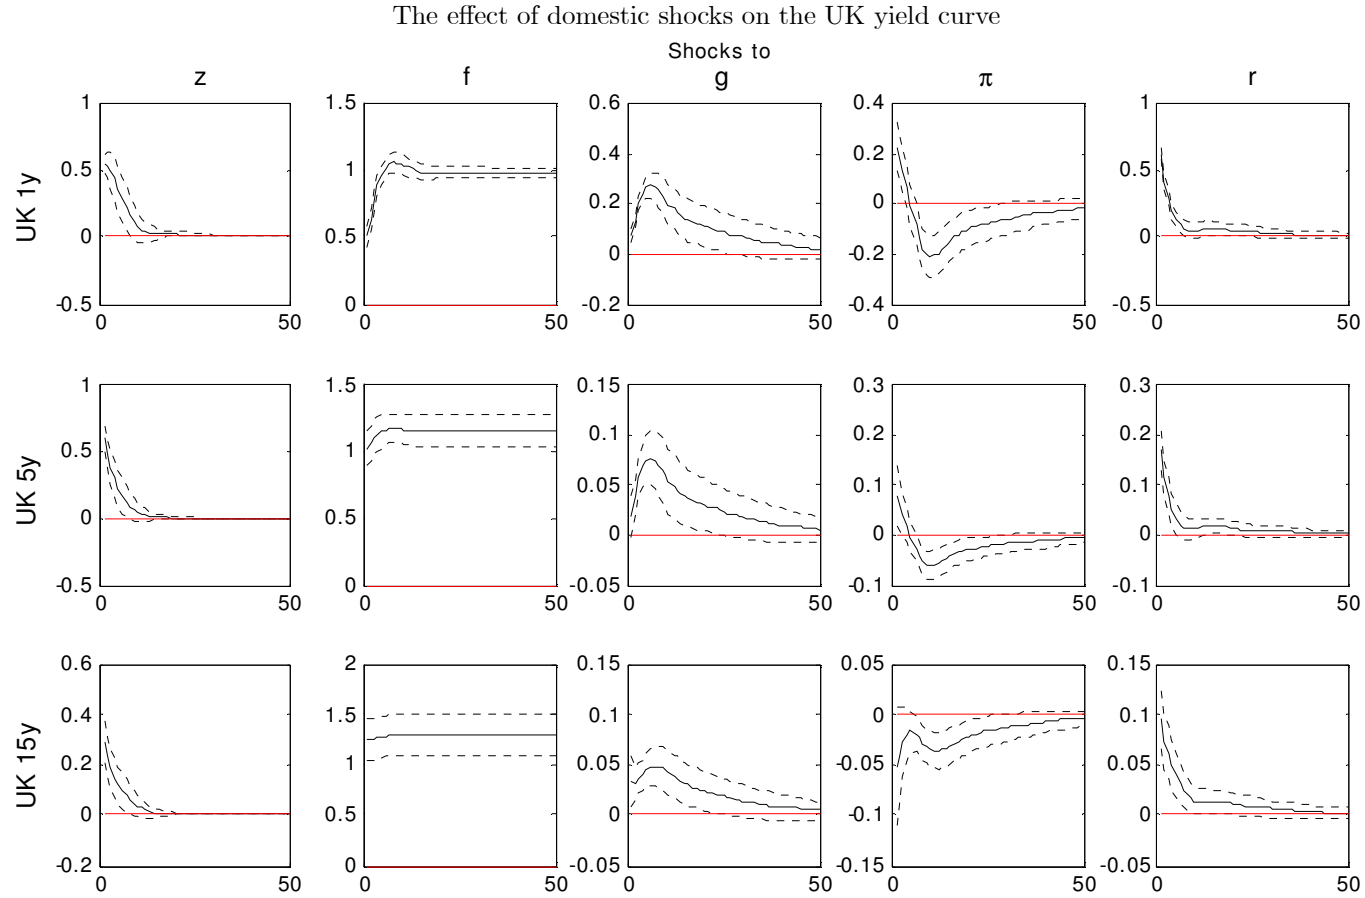 The effect of domestic shocks on the UK yield curve
Shocks to
z f g π r
1 1.5 0.6 0.4 1
0.5 1 0.4 0.2 0.5
0 0.5 0.2 0 0
0 -0.2
-0.5 0 -0.2 -0.4 -0.5
UK 1y
0 50 0 50 0 50 0 50 0 50
1 1.5 0.15 0.3 0.3
0.5 1 0.1 0.2 0.2
0 0.5 0.05 0.1 0.1
0 0 0
-0.5 0 -0.05 -0.1 -0.1
UK 5y
0 50 0 50 0 50 0 50 0 50
0.6 2 0.15 0.05 0.15
0.4 1.5 0.1 0 0.1
0.2 1 0.05 -0.05 0.05
0 0.5 0 -0.1 0
-0.2 0 -0.05 -0.15 -0.05
UK 15y
0 50 0 50 0 50 0 50 0 50